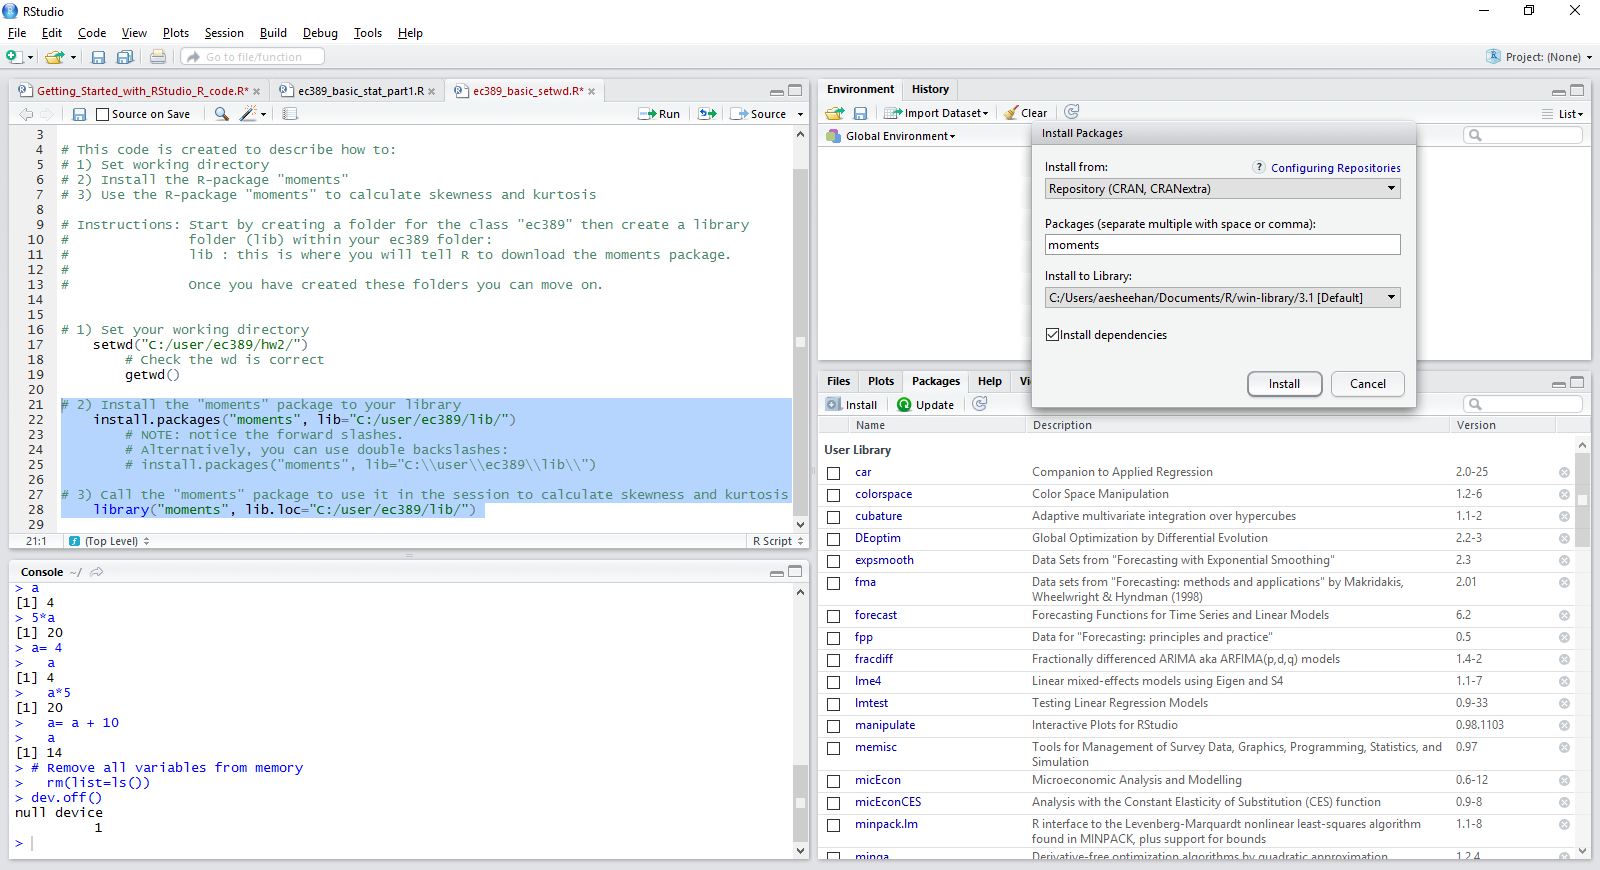 RStudio
File Edit Code View Plots Session Build Debug Tools Help
Go to file/function
Project: (None)
Getting_Started_with_RStudio_R_code.R* ec389_basic_stat_part1.R ec389_basic_setwd.R*
Source on Save Run Source
3
4 # This code is created to describe how to:
5 # 1) Set working directory
6 # 2) Install the R-package "moments"
7 # 3) Use the R-package "moments" to calculate skewness and kurtosis
8
9 # Instructions: Start by creating a folder for the class "ec389" then create a library
10 # folder (lib) within your ec389 folder:
11 # lib : this is where you will tell R to download the moments package.
12 #
13 # Once you have created these folders you can move on.
14
15
16 # 1) Set your working directory
17 setwd("C:/user/ec389/hw2/")
18 # Check the wd is correct
19 getwd()
20
21 # 2) Install the "moments" package to your library
22 install.packages("moments", lib="C:/user/ec389/lib/")
23 # NOTE: notice the forward slashes.
24 # Alternatively, you can use double backslashes:
25 # install.packages("moments", lib="C:\\user\\ec389\\lib\\")
26
27 # 3) Call the "moments" package to use it in the session to calculate skewness and kurtosis
28 library("moments", lib.loc="C:/user/ec389/lib/")
29
21:1 (Top Level) R Script
Console ~/
> a
[1] 4
> 5*a
[1] 20
> a= 4
> a
[1] 4
> a*5
[1] 20
> a= a + 10
> a
[1] 14
> # Remove all variables from memory
> rm(list=ls())
> dev.off()
null device
1
>
Environment History
Import Dataset Clear List
Global Environment
Install Packages
Install from: ? Configuring Repositories
Repository (CRAN, CRANextra)
Packages (separate multiple with space or comma):
moments
Install to Library:
C:/Users/aesheehan/Documents/R/win-library/3.1 [Default]
Install dependencies
Install Cancel
Files Plots Packages Help Vi
Install Update
Name Description Version
User Library
car Companion to Applied Regression 2.0-25
colorspace Color Space Manipulation 1.2-6
cubature Adaptive multivariate integration over hypercubes 1.1-2
DEoptim Global Optimization by Differential Evolution 2.2-3
expsmooth Data Sets from "Forecasting with Exponential Smoothing" 2.3
fma Data sets from "Forecasting: methods and applications" by Makridakis, 2.01
Wheelwright & Hyndman (1998)
forecast Forecasting Functions for Time Series and Linear Models 6.2
fpp Data for "Forecasting: principles and practice" 0.5
fracdiff Fractionally differenced ARIMA aka ARFIMA(p,d,q) models 1.4-2
lme4 Linear mixed-effects models using Eigen and S4 1.1-7
lmtest Testing Linear Regression Models 0.9-33
manipulate Interactive Plots for RStudio 0.98.1103
memisc Tools for Management of Survey Data, Graphics, Programming, Statistics, and 0.97
Simulation
micEcon Microeconomic Analysis and Modelling 0.6-12
micEconCES Analysis with the Constant Elasticity of Substitution (CES) function 0.9-8
minpack.lm R interface to the Levenberg-Marquardt nonlinear least-squares algorithm 1.1-8
found in MINPACK, plus support for bounds
minqa Derivative-free optimization algorithms by quadratic approximation 1.2.4